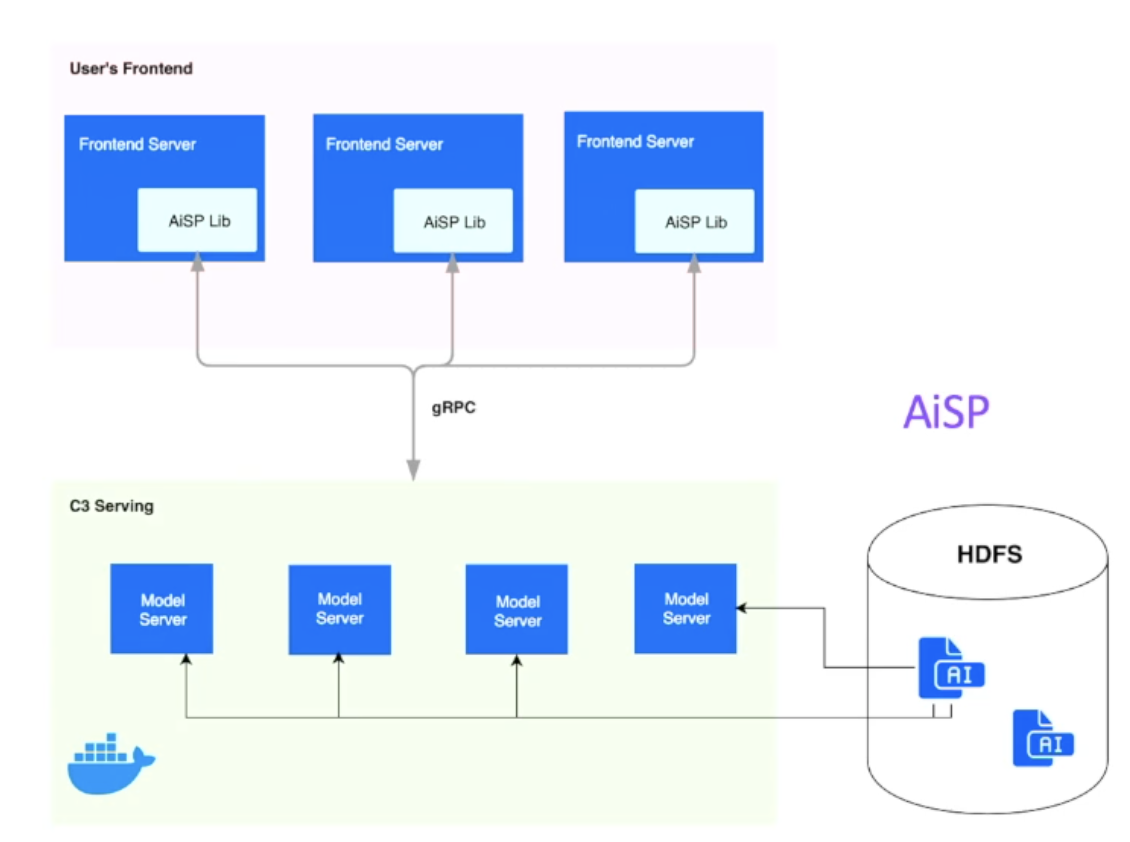 User's Frontend
Frontend Server
Frontend Server
Frontend Server
AiSP Lib
AiSP Lib
AiSP Lib
gRPC
AiSP
C3 Serving
HDFS
Model
Server
Model
Server
Model
Server
Model
Server
AI
AI